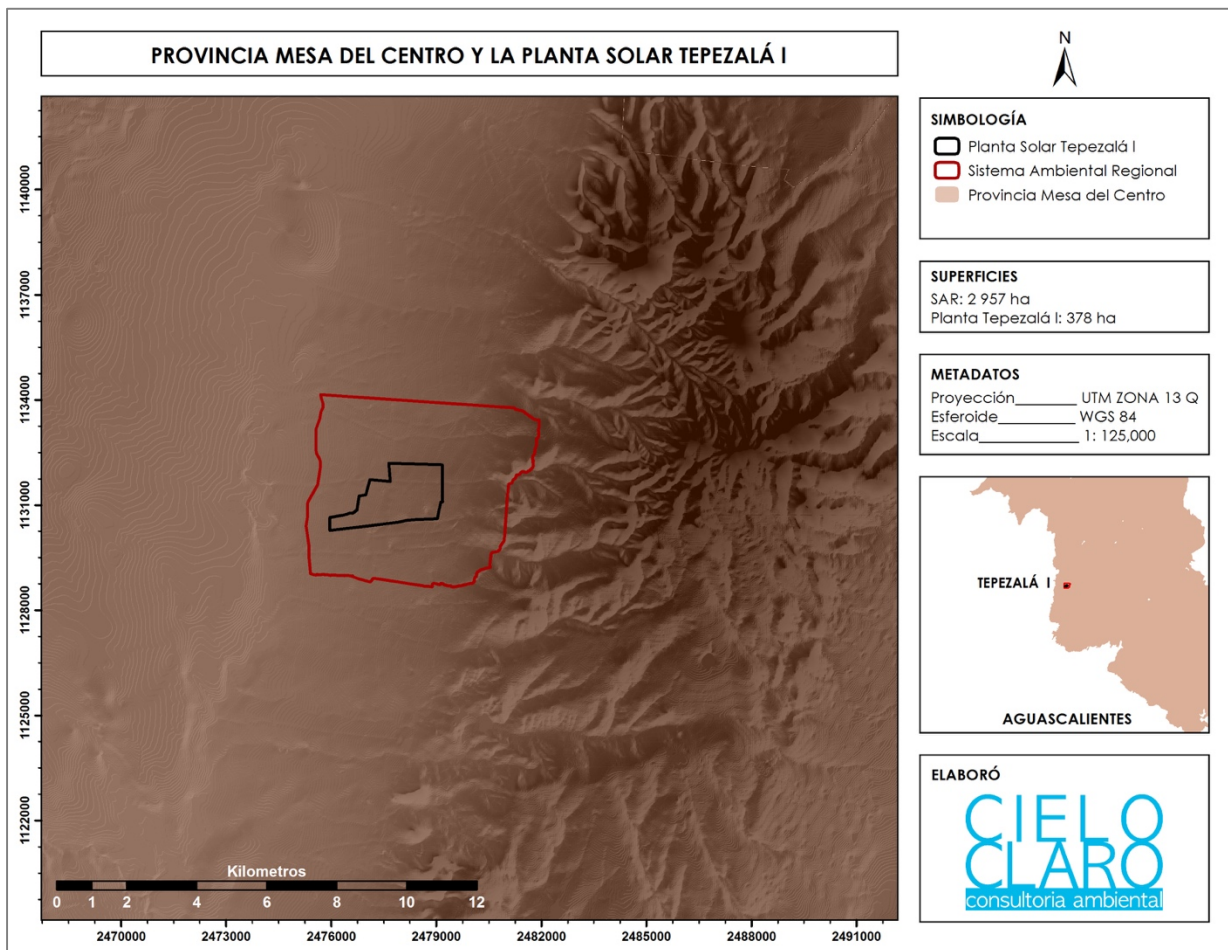 PROVINCIA MESA DEL CENTRO Y LA PLANTA SOLAR TEPEZALÁ I
N
SIMBOLOGÍA
Planta Solar Tepezalá I
Sistema Ambiental Regional
Provincia Mesa del Centro
SUPERFICIES
SAR: 2 957 ha
Planta Tepezalá I: 378 ha
METADATOS
Proyección________ UTM ZONA 13 Q
Esferoide_________ WGS 84
Escala____________ 1: 125,000
TEPEZALÁ I
AGUASCALIENTES
ELABORÓ
CIELO
CLARO
consultoria ambiental
1140000
1137000
1134000
1131000
1128000
1125000
1122000
Kilometros
0 1 2 4 6 8 10 12
2470000 2473000 2476000 2479000 2482000 2485000 2488000 2491000